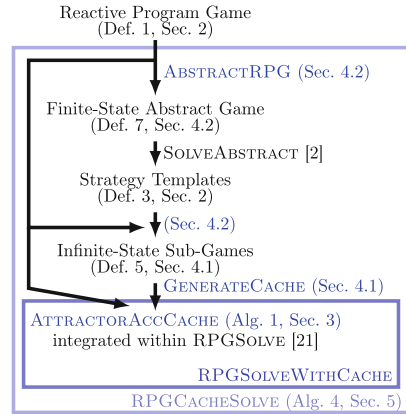 Reactive Program Game
(Def. 1, Sec. 2)
AbstractRPG (Sec. 4.2)
Finite-State Abstract Game
(Def. 7, Sec. 4.2)
SolveAbstract [2]
Strategy Templates
(Def. 3, Sec. 2)
(Sec. 4.2)
Infinite-State Sub-Games
(Def. 5, Sec. 4.1)
GenerateCache (Sec. 4.1)
AttractorAccCache (Alg. 1, Sec. 3)
integrated within RPGSolve [21]
RPGSolveWithCache
RPGCacheSolve (Alg. 4, Sec. 5)